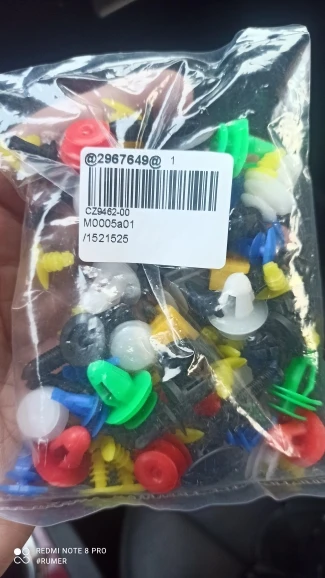 @2967649@ 1
CZ9462-00
M0005a01
/1521525
REDMI NOTE 8 PRO
#RUMER